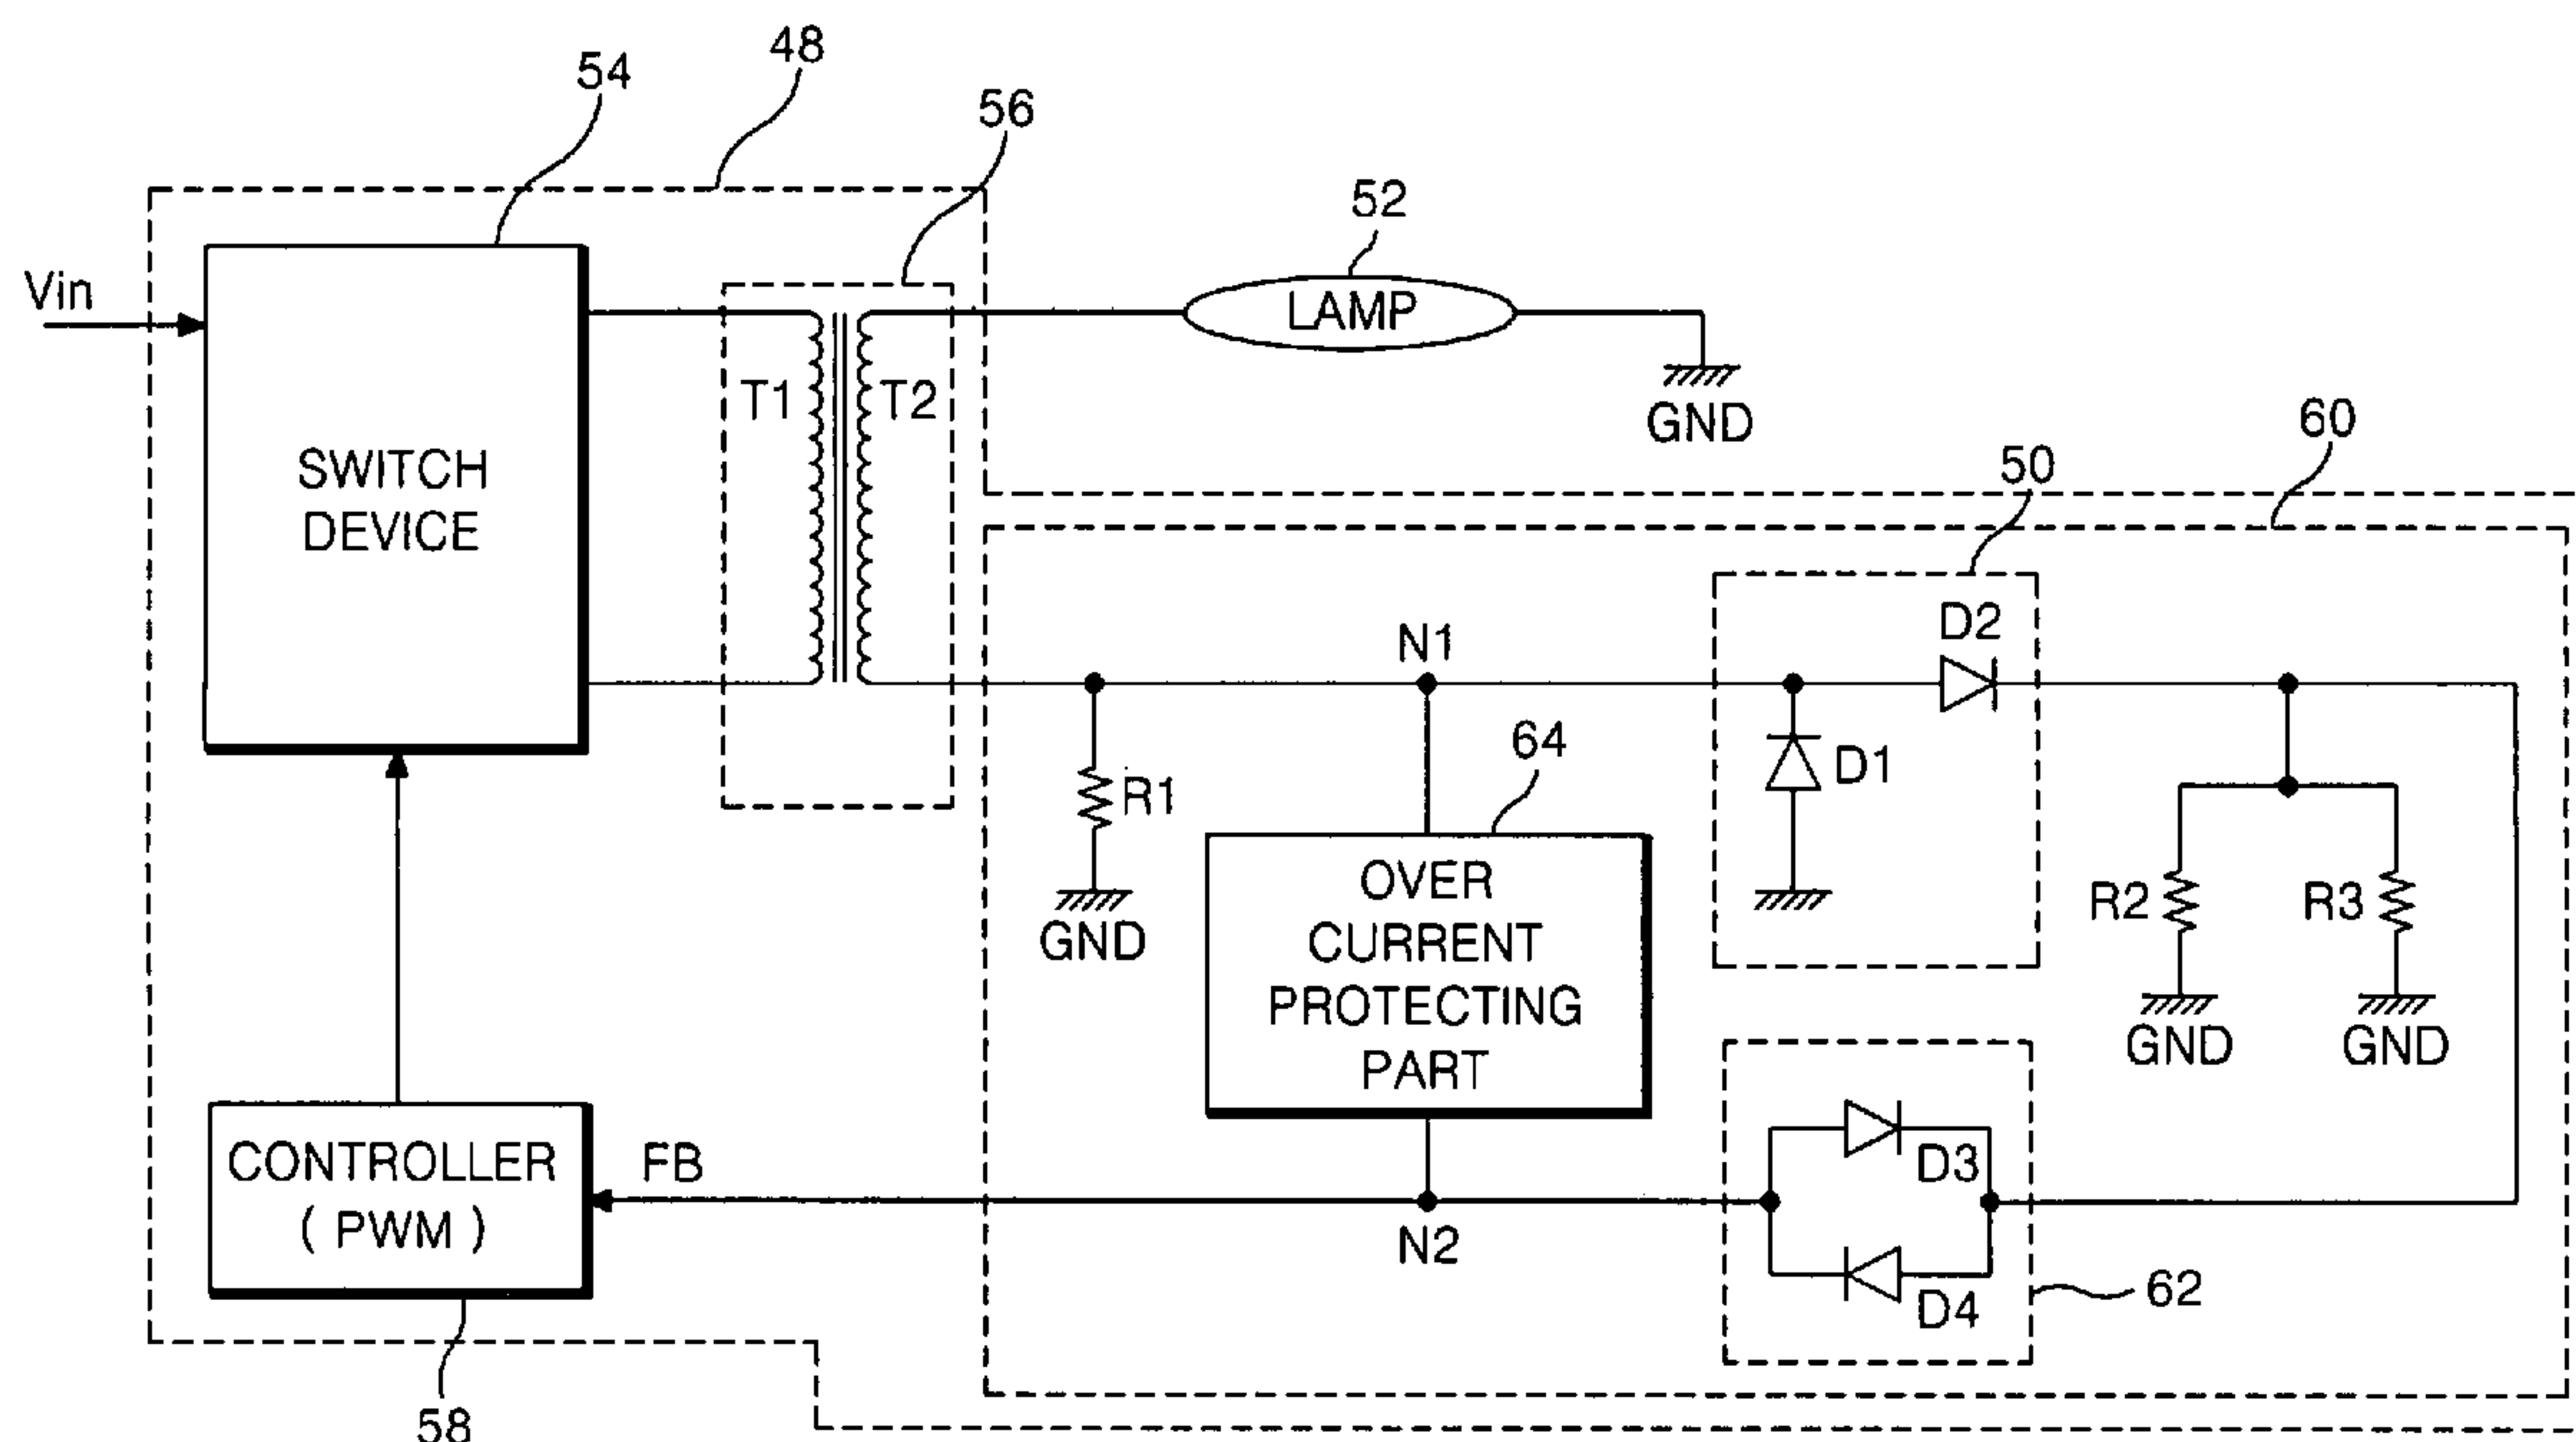 48
54
56
52
Vin
LAMP
T1
T2
GND
60
50
SWITCH
DEVICE
N1
D2
64
D1
R1
OVER
CURRENT
PROTECTING
PART
R2
R3
GND
GND
GND
CONTROLLER
( PWM )
FB
D3
N2
D4
62
58